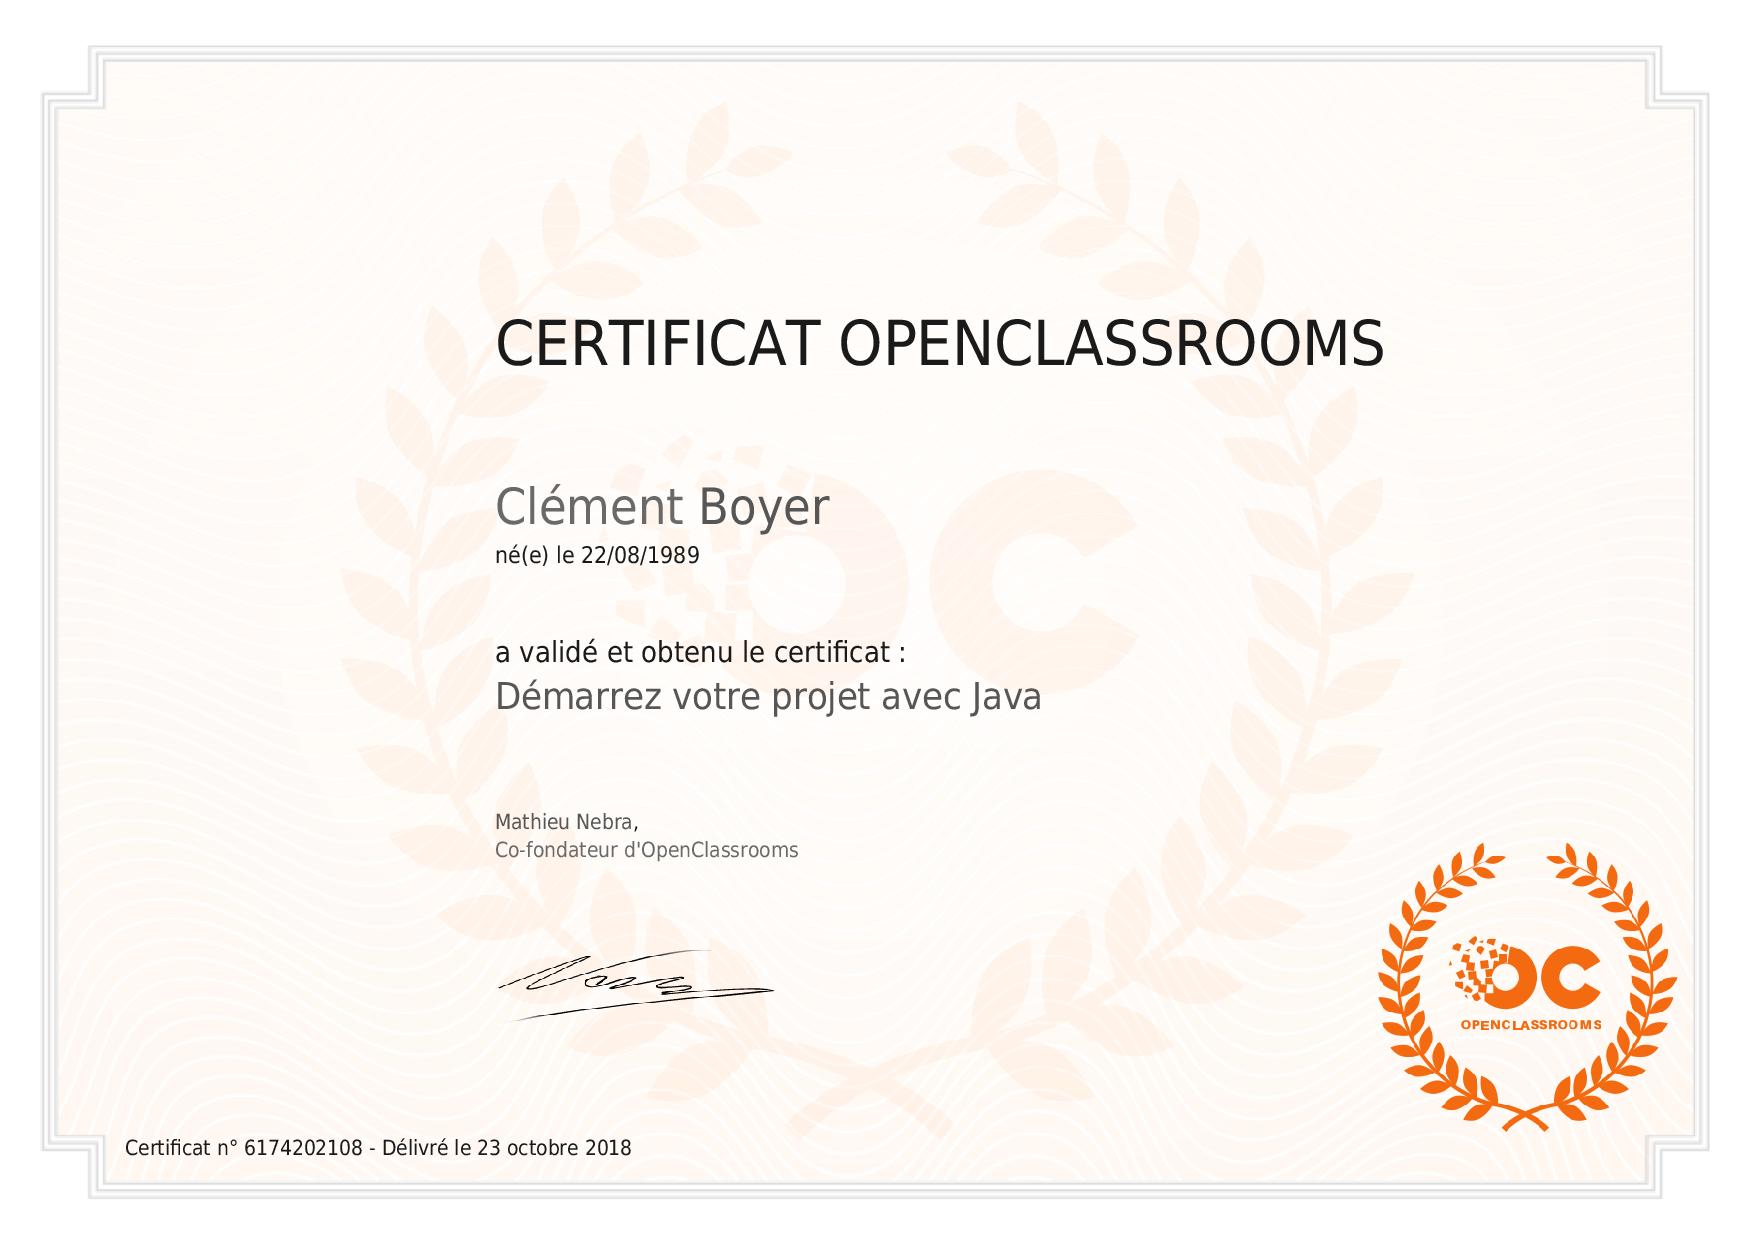 CERTIFICAT OPENCLASSROOMS
Clément Boyer
né(e) le 22/08/1989
a validé et obtenu le certificat :
Démarrez votre projet avec Java
Mathieu Nebra,
Co-fondateur d'OpenClassrooms
OC
OPENCLASSROOMS
Certificat n° 6174202108 - Délivré le 23 octobre 2018